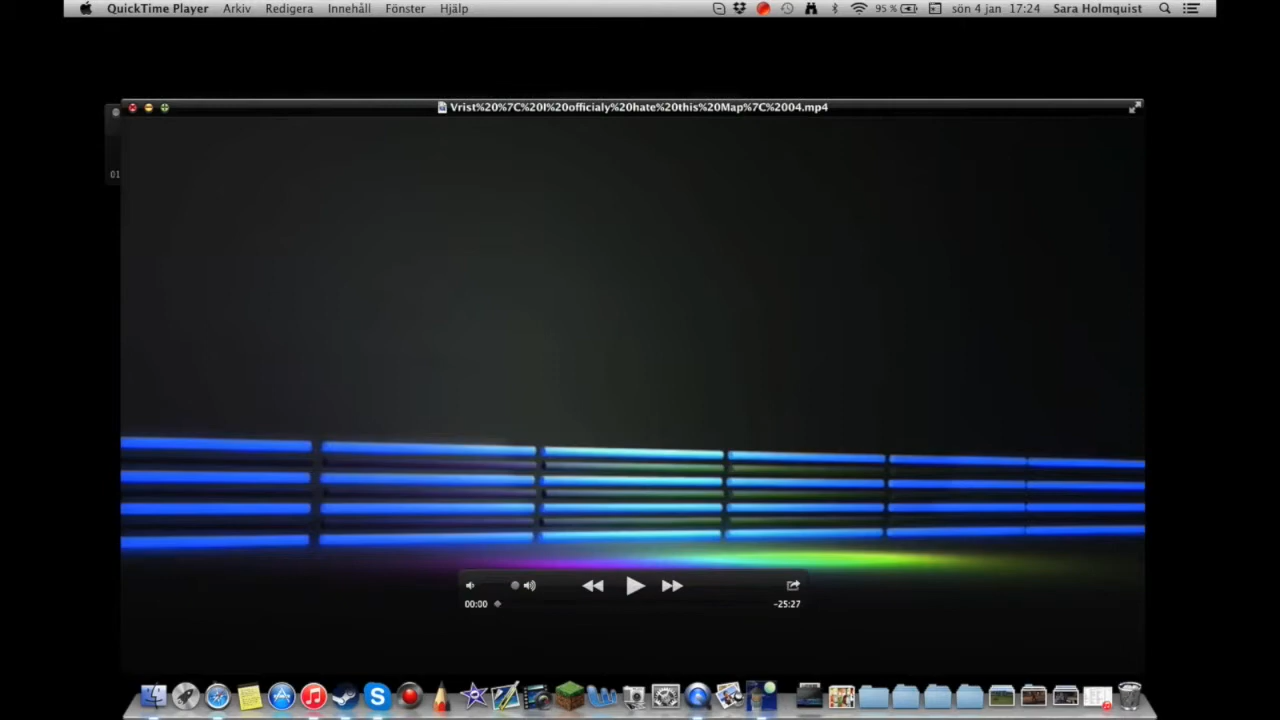 QuickTime Player Arkiv Redigera Innehåll Fönster Hjälp 95 % sön 4 jan 17:24 Sara Holmquist
Vrist%20%7C%20I%20officialy%20hate%20this%20Map%7C%2004.mp4
01
00:00 -25:27